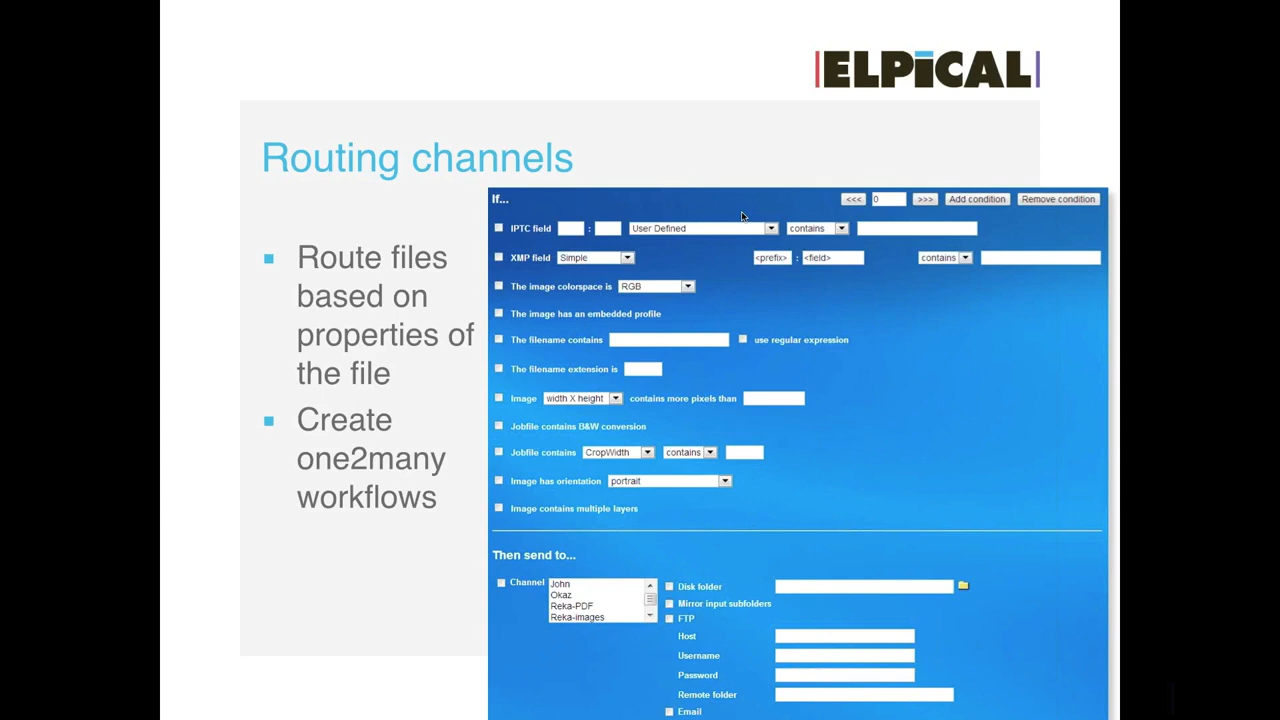 ELPiCAL
Routing channels
Route files
based on
properties of
the file
Create
one2many
workflows
If...
<<< 0 >>> Add condition Remove condition
IPTC field : User Defined contains
XMP field Simple <prefix> : <field> contains
The image colorspace is RGB
The image has an embedded profile
The filename contains use regular expression
The filename extension is
Image width X height contains more pixels than
Jobfile contains B&W conversion
Jobfile contains CropWidth contains
Image has orientation portrait
Image contains multiple layers
Then send to...
Channel
John
Okaz
Reka-PDF
Reka-images
Disk folder
Mirror input subfolders
FTP
Host
Username
Password
Remote folder
Email